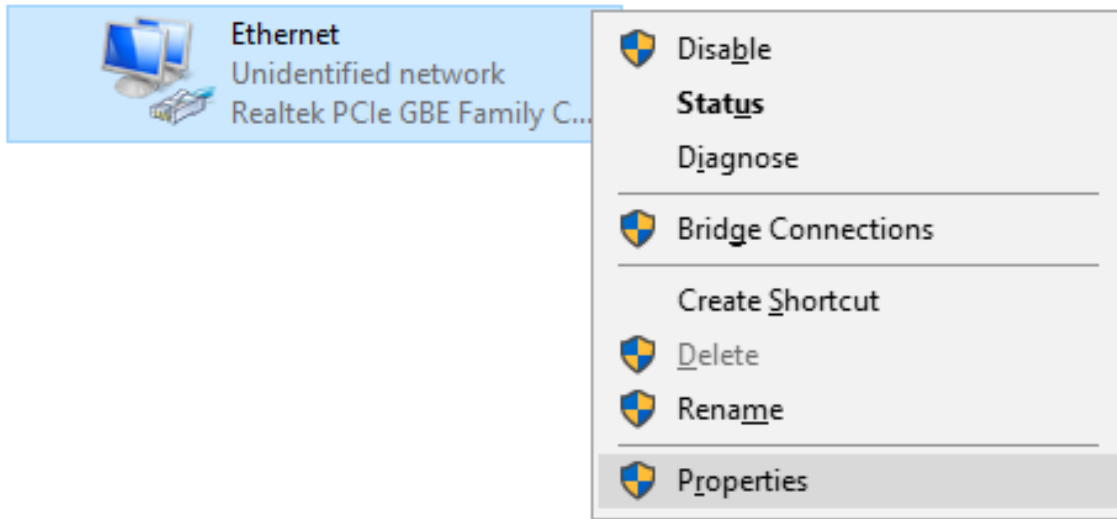 Ethernet
Unidentified network
Realtek PCIe GBE Family C...
Disable
Status
Diagnose
Bridge Connections
Create Shortcut
Delete
Rename
Properties